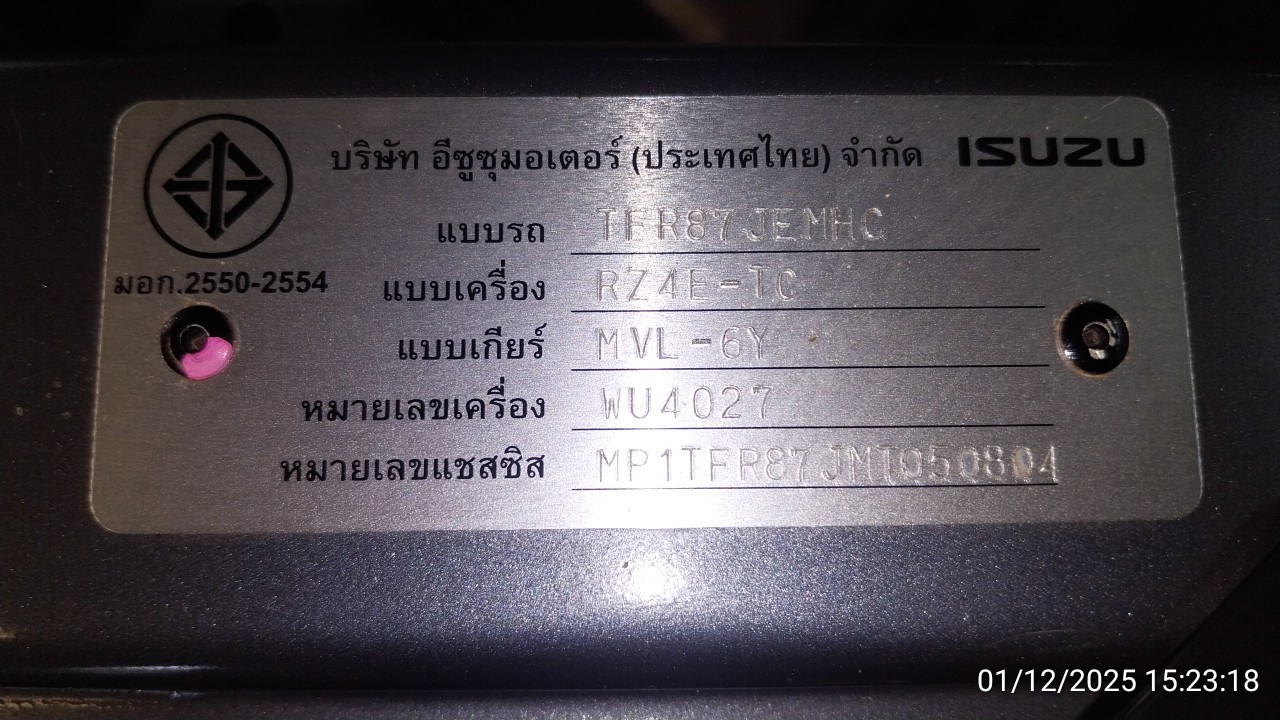 บริษัท อีซูซุมอเตอร์ (ประเทศไทย) จำกัด ISUZU
แบบรถ TFR87JEMHC
มอก.2550-2554
แบบเครื่อง RZ4E-TC
แบบเกียร์ MVL-6Y
หมายเลขเครื่อง WU4027
หมายเลขแชสซิส MP1TFR87JMT050804
01/12/2025 15:23:18